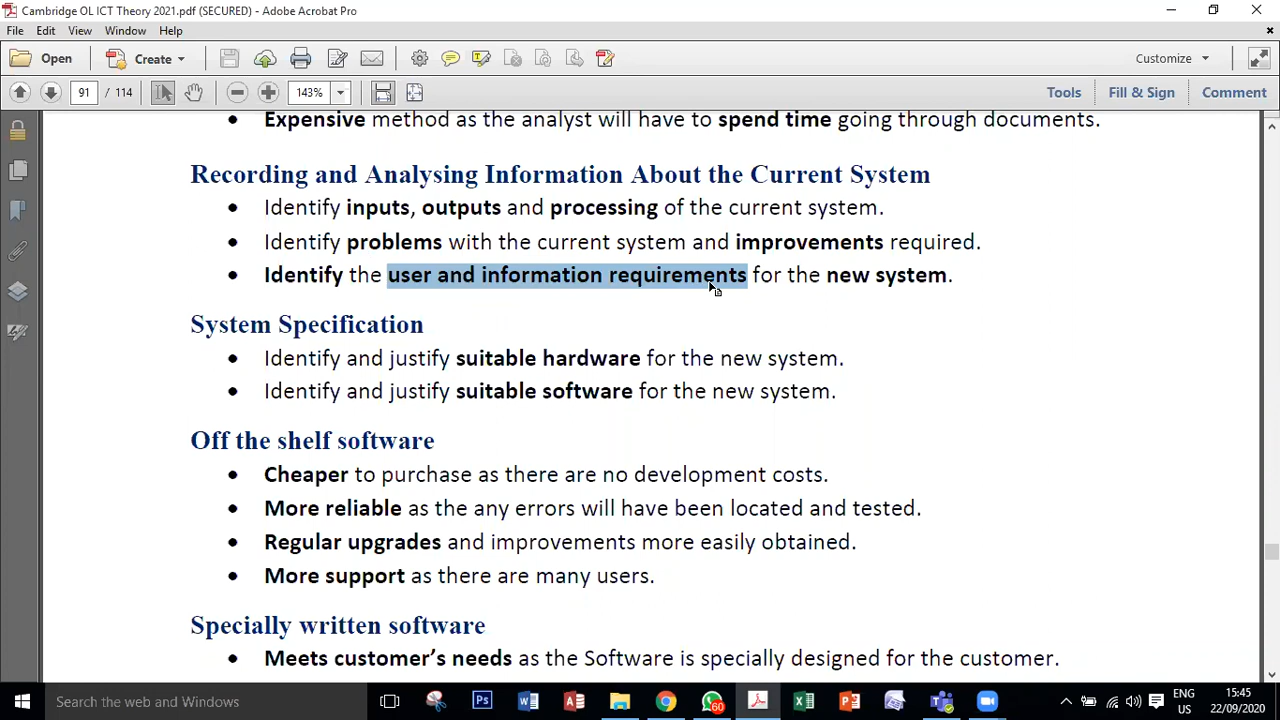 Cambridge OL ICT Theory 2021.pdf (SECURED) - Adobe Acrobat Pro
File Edit View Window Help
Open Create Customize
91 / 114 143% Tools Fill & Sign Comment
• Expensive method as the analyst will have to spend time going through documents.
Recording and Analysing Information About the Current System
• Identify inputs, outputs and processing of the current system.
• Identify problems with the current system and improvements required.
• Identify the user and information requirements for the new system.
System Specification
• Identify and justify suitable hardware for the new system.
• Identify and justify suitable software for the new system.
Off the shelf software
• Cheaper to purchase as there are no development costs.
• More reliable as the any errors will have been located and tested.
• Regular upgrades and improvements more easily obtained.
• More support as there are many users.
Specially written software
• Meets customer’s needs as the Software is specially designed for the customer.
Search the web and Windows
60
ENG 15:45
US 22/09/2020